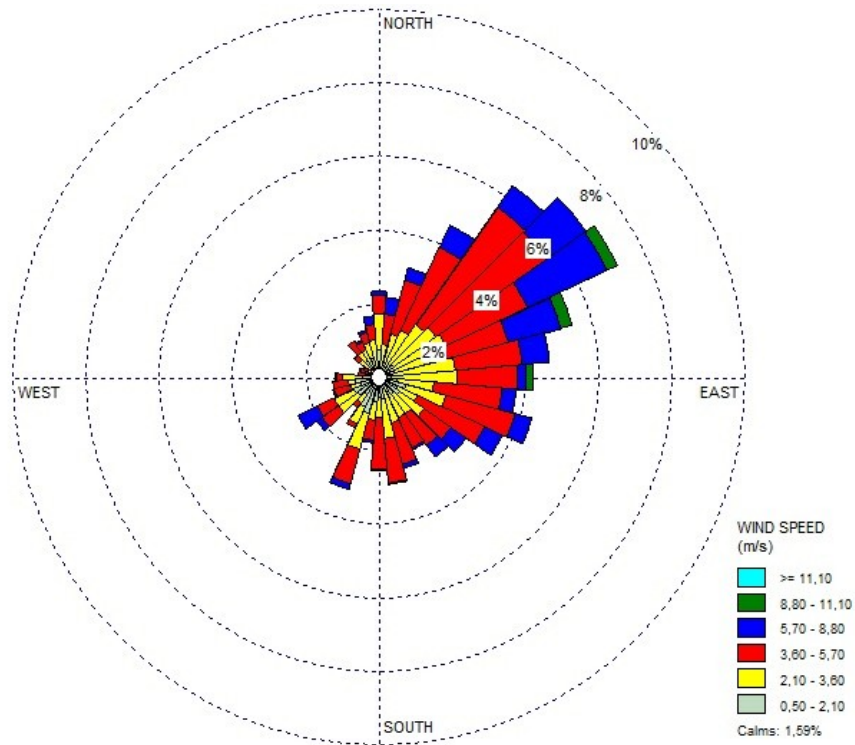 NORTH
10%
8%
6%
4%
2%
WEST
EAST
SOUTH
WIND SPEED
(m/s)
>= 11,10
8,80 - 11,10
5,70 - 8,80
3,60 - 5,70
2,10 - 3,60
0,50 - 2,10
Calms: 1,59%